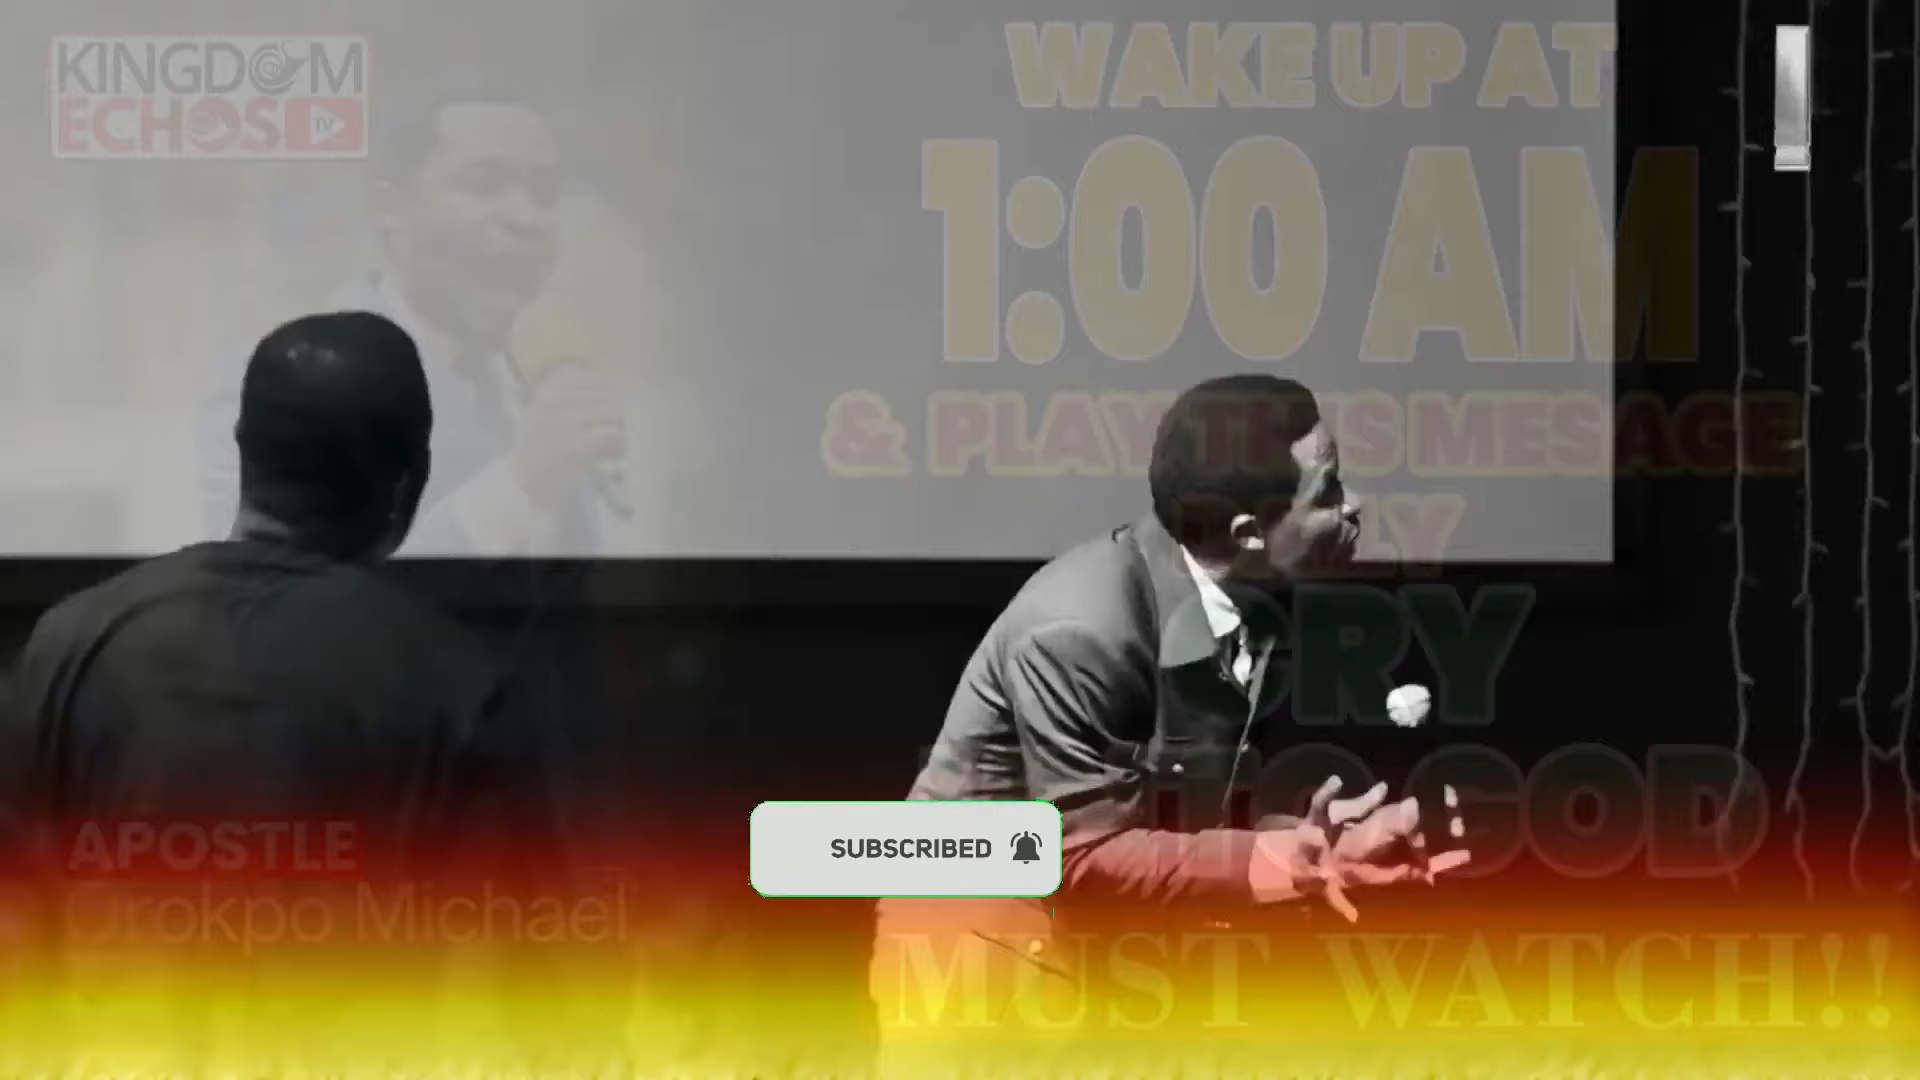 KINGDOM
ECHOS TV
WAKE UP AT
1:00 AM
& PLAY THIS MESAGE
DAILY
CRY
TO GOD
SUBSCRIBED
APOSTLE
Orokpo Michael
MUST WATCH!!